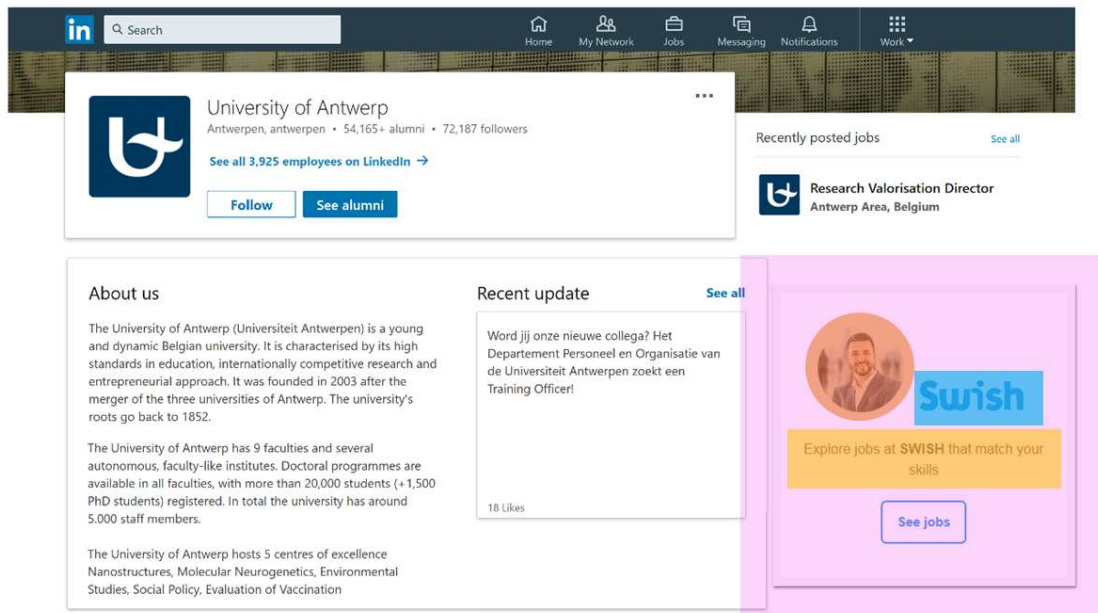 in
Search
Home
My Network
Jobs
Messaging
Notifications
Work
University of Antwerp
Antwerpen, antwerpen • 54,165+ alumni • 72,187 followers
See all 3,925 employees on LinkedIn →
Follow
See alumni
Recently posted jobs
See all
Research Valorisation Director
Antwerp Area, Belgium
About us
The University of Antwerp (Universiteit Antwerpen) is a young
and dynamic Belgian university. It is characterised by its high
standards in education, internationally competitive research and
entrepreneurial approach. It was founded in 2003 after the
merger of the three universities of Antwerp. The university's
roots go back to 1852.
The University of Antwerp has 9 faculties and several
autonomous, faculty-like institutes. Doctoral programmes are
available in all faculties, with more than 20,000 students (+1,500
PhD students) registered. In total the university has around
5.000 staff members.
The University of Antwerp hosts 5 centres of excellence
Nanostructures, Molecular Neurogenetics, Environmental
Studies, Social Policy, Evaluation of Vaccination
Recent update
See all
Word jij onze nieuwe collega? Het
Departement Personeel en Organisatie van
de Universiteit Antwerpen zoekt een
Training Officer!
18 Likes
Swish
Explore jobs at SWISH that match your
skills
See jobs